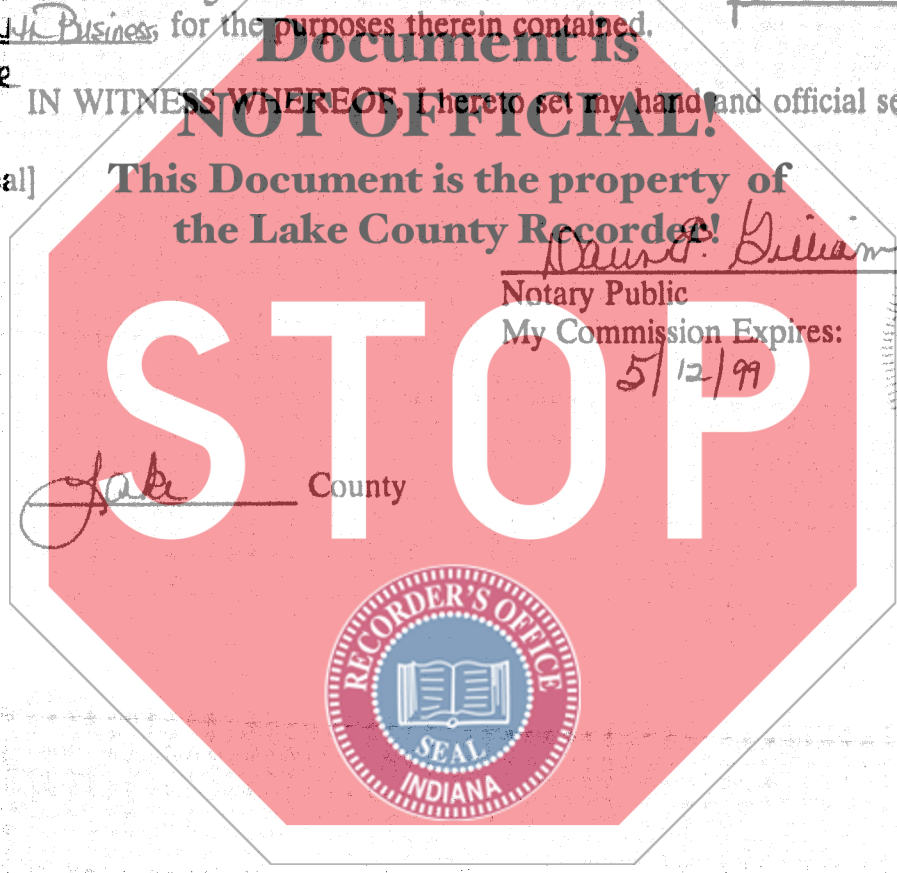 Business, for the purposes therein contained.
Document is
IN WITNESS WHEREOF, I hereto set my hand and official se
NOT OFFICIAL!
al]
This Document is the property of
the Lake County Recorder!
Gilliam
Notary Public
My Commission Expires:
5/12/99
STOP
Lake County
RECORDER'S OFFICE
SEAL
INDIANA